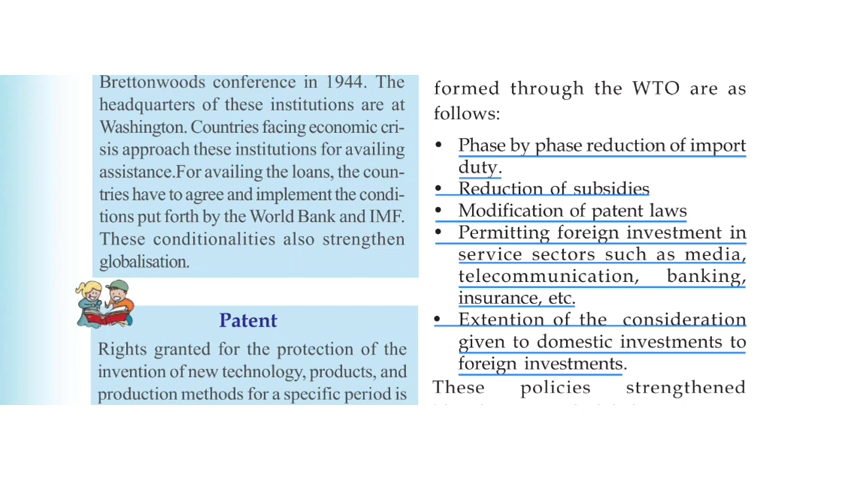 Brettonwoods conference in 1944. The
headquarters of these institutions are at
Washington. Countries facing economic cri-
sis approach these institutions for availing
assistance.For availing the loans, the coun-
tries have to agree and implement the condi-
tions put forth by the World Bank and IMF.
These conditionalities also strengthen
globalisation.
Patent
Rights granted for the protection of the
invention of new technology, products, and
production methods for a specific period is
formed through the WTO are as
follows:
• Phase by phase reduction of import
duty.
• Reduction of subsidies
• Modification of patent laws
• Permitting foreign investment in
service sectors such as media,
telecommunication, banking,
insurance, etc.
• Extention of the consideration
given to domestic investments to
foreign investments.
These policies strengthened